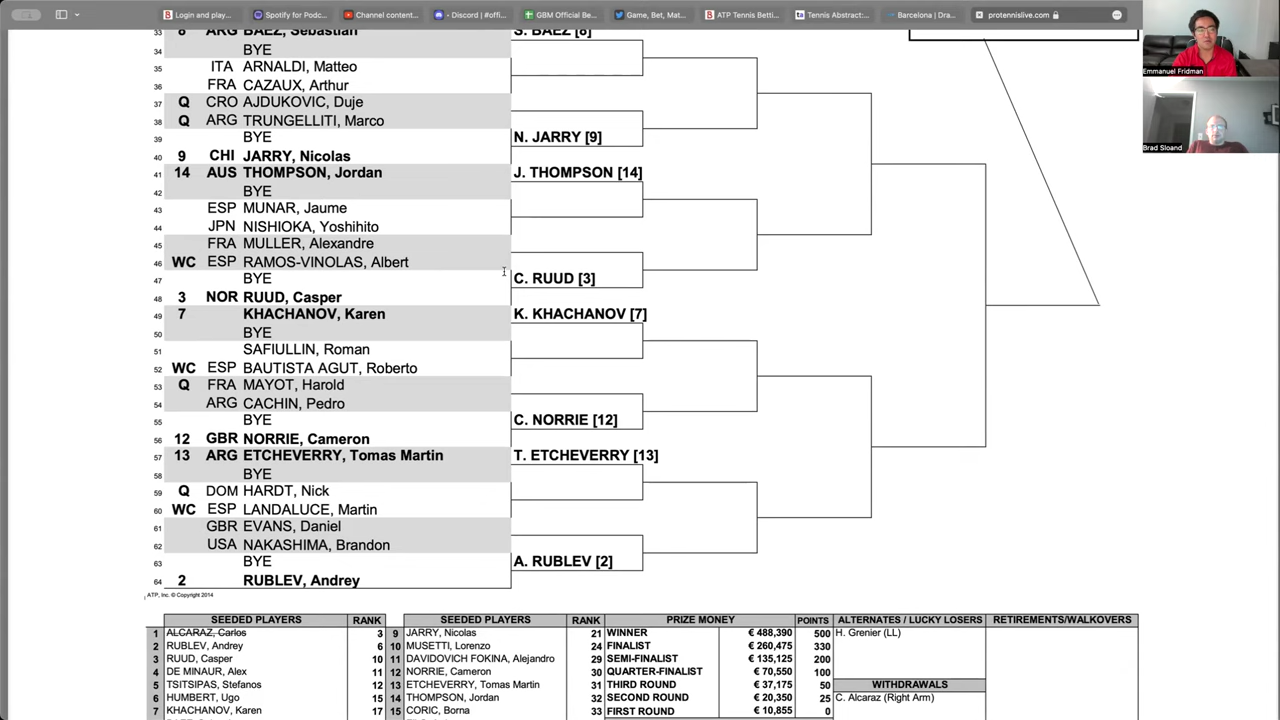 Login and play...
Spotify for Podc...
Channel content...
• Discord | #offi...
GBM Official Be...
Game, Bet, Mat...
ATP Tennis Betti...
Tennis Abstract:...
Barcelona | Dra...
protennislive.com
Emmanuel Fridman
Brad Sloand
33 8 ARG BAEZ, Sebastian S. BAEZ [8]
34 BYE
35 ITA ARNALDI, Matteo
36 FRA CAZAUX, Arthur
37 Q CRO AJDUKOVIC, Duje
38 Q ARG TRUNGELLITI, Marco
39 BYE N. JARRY [9]
40 9 CHI JARRY, Nicolas
41 14 AUS THOMPSON, Jordan J. THOMPSON [14]
42 BYE
43 ESP MUNAR, Jaume
44 JPN NISHIOKA, Yoshihito
45 FRA MULLER, Alexandre
46 WC ESP RAMOS-VINOLAS, Albert
47 BYE C. RUUD [3]
48 3 NOR RUUD, Casper
49 7 KHACHANOV, Karen K. KHACHANOV [7]
50 BYE
51 SAFIULLIN, Roman
52 WC ESP BAUTISTA AGUT, Roberto
53 Q FRA MAYOT, Harold
54 ARG CACHIN, Pedro
55 BYE C. NORRIE [12]
56 12 GBR NORRIE, Cameron
57 13 ARG ETCHEVERRY, Tomas Martin T. ETCHEVERRY [13]
58 BYE
59 Q DOM HARDT, Nick
60 WC ESP LANDALUCE, Martin
61 GBR EVANS, Daniel
62 USA NAKASHIMA, Brandon
63 BYE A. RUBLEV [2]
64 2 RUBLEV, Andrey
ATP, Inc. © Copyright 2014
SEEDED PLAYERS RANK SEEDED PLAYERS RANK PRIZE MONEY POINTS ALTERNATES / LUCKY LOSERS RETIREMENTS/WALKOVERS
1 ALCARAZ, Carlos 3 9 JARRY, Nicolas 21 WINNER € 488,390 500 H. Grenier (LL)
2 RUBLEV, Andrey 6 10 MUSETTI, Lorenzo 24 FINALIST € 260,475 330
3 RUUD, Casper 10 11 DAVIDOVICH FOKINA, Alejandro 29 SEMI-FINALIST € 135,125 200
4 DE MINAUR, Alex 11 12 NORRIE, Cameron 30 QUARTER-FINALIST € 70,550 100
5 TSITSIPAS, Stefanos 12 13 ETCHEVERRY, Tomas Martin 31 THIRD ROUND € 37,175 50 WITHDRAWALS
6 HUMBERT, Ugo 15 14 THOMPSON, Jordan 32 SECOND ROUND € 20,350 25 C. Alcaraz (Right Arm)
7 KHACHANOV, Karen 17 15 CORIC, Borna 33 FIRST ROUND € 10,855 0